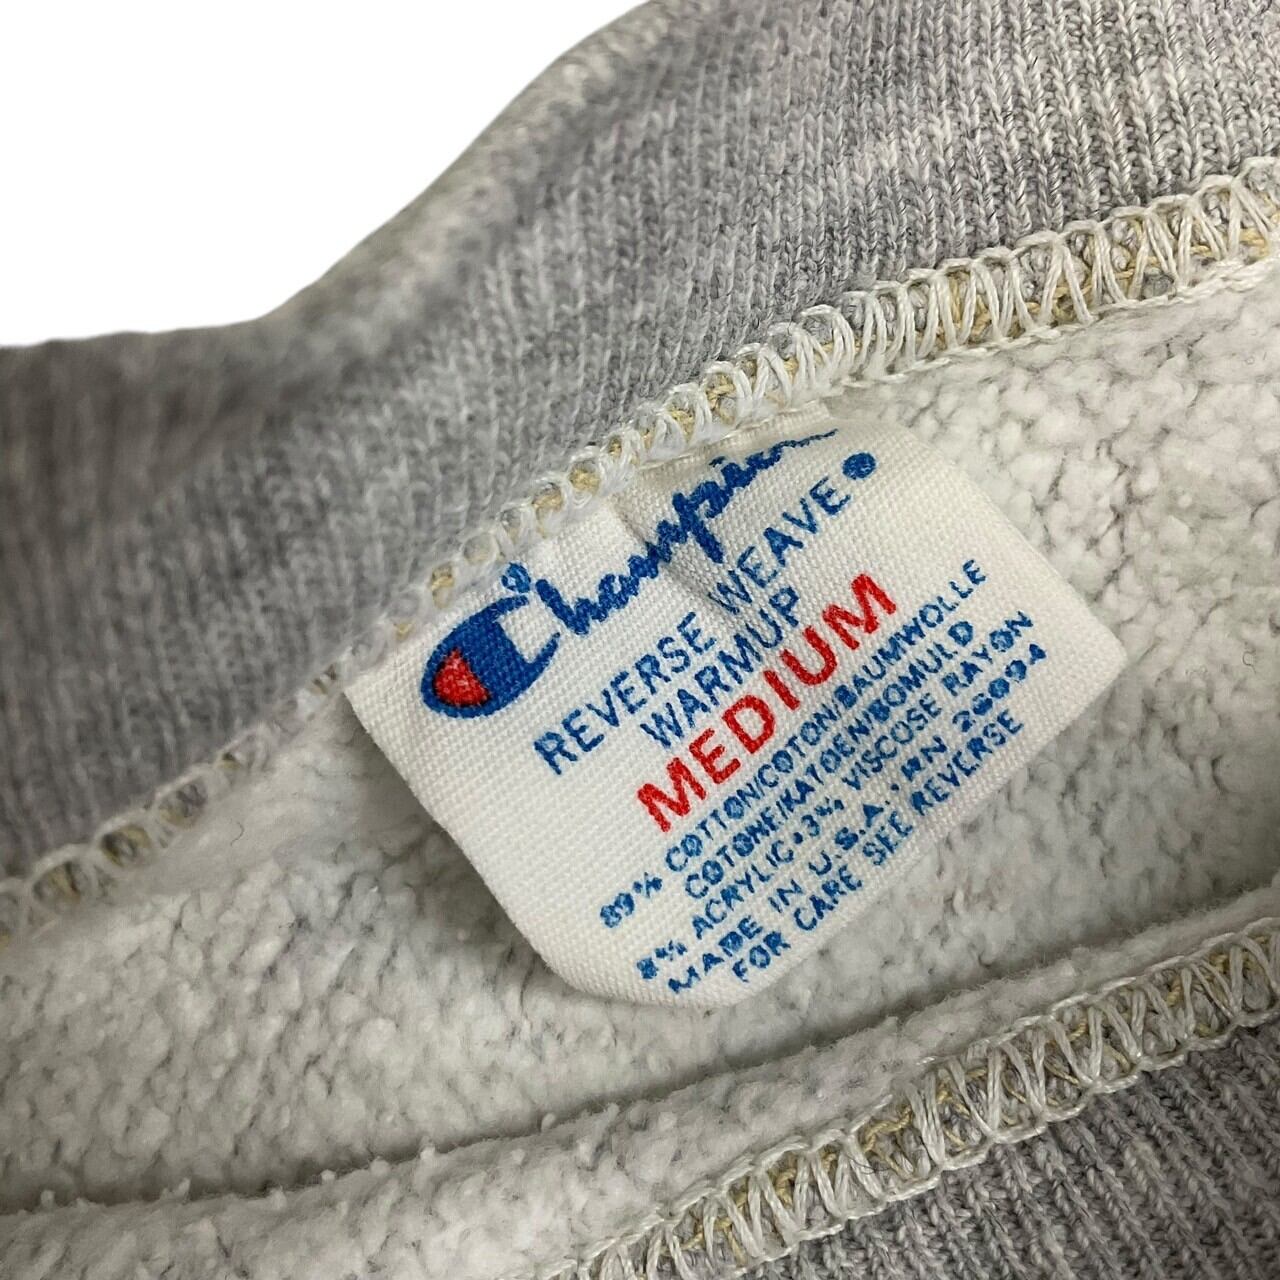 Champion
REVERSE WEAVE®
WARMUP
MEDIUM
89% COTTON/COTON/BAUMWOLLE
COTONE/KATOEN/BOMULD
8% ACRYLIC•3% VISCOSE RAYON
MADE IN U.S.A., RN 26094
FOR CARE SEE REVERSE